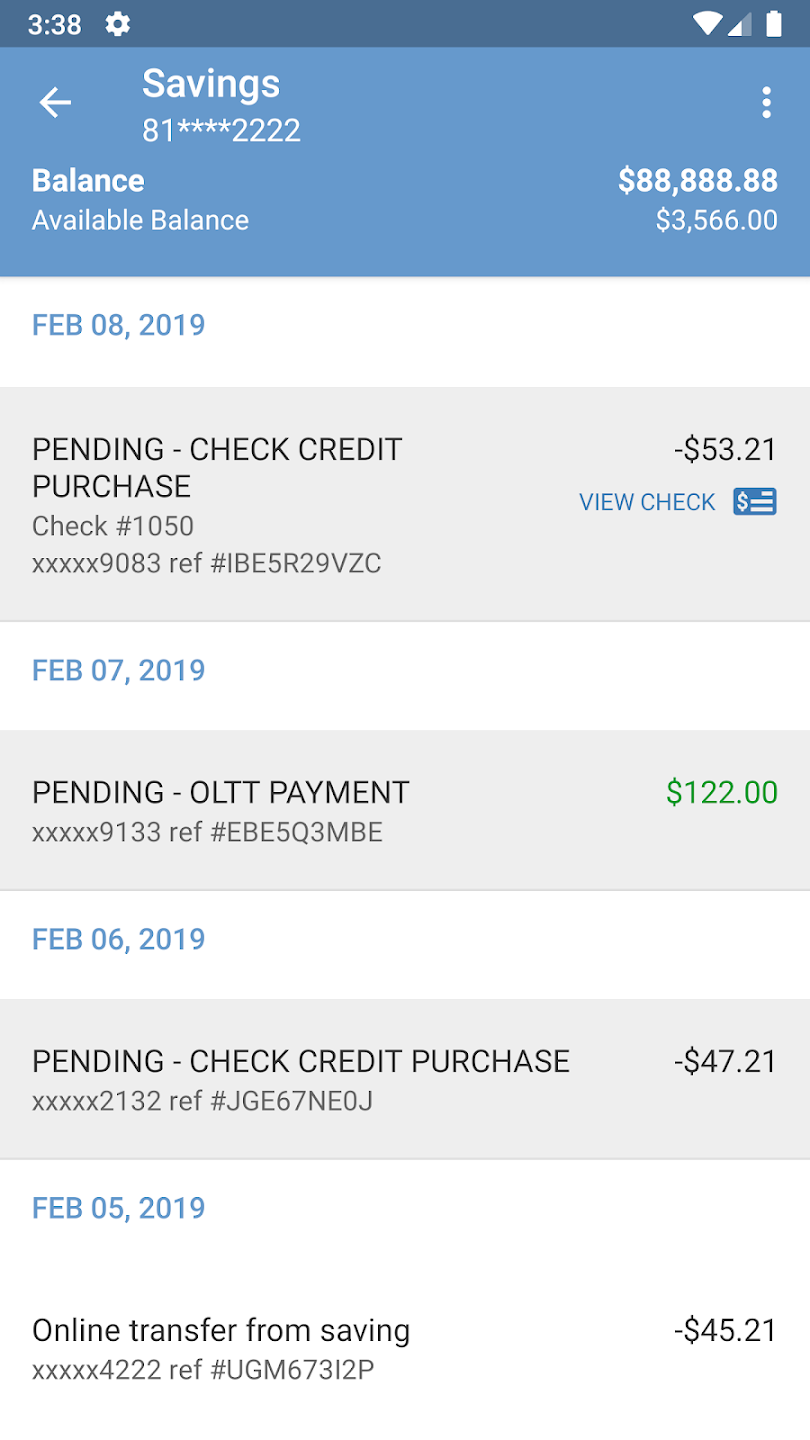 3:38
Savings
81****2222
Balance $88,888.88
Available Balance $3,566.00
FEB 08, 2019
PENDING - CHECK CREDIT -$53.21
PURCHASE
VIEW CHECK
Check #1050
xxxxx9083 ref #IBE5R29VZC
FEB 07, 2019
PENDING - OLTT PAYMENT $122.00
xxxxx9133 ref #EBE5Q3MBE
FEB 06, 2019
PENDING - CHECK CREDIT PURCHASE -$47.21
xxxxx2132 ref #JGE67NE0J
FEB 05, 2019
Online transfer from saving -$45.21
xxxxx4222 ref #UGM673I2P